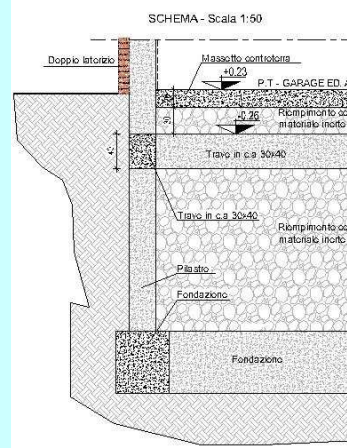 SCHEMA - Scala 1:50
Doppio laterizio
Massetto controterra
+0.23
P.T - GARAGE ED. A
Riempimento co
materiale inerte
30
-0.26
40
Trave in c.a 30x40
Trave in c.a 30x40
Riempimento co
materiale inerte
Pilastro
Fondazione
Fondazione